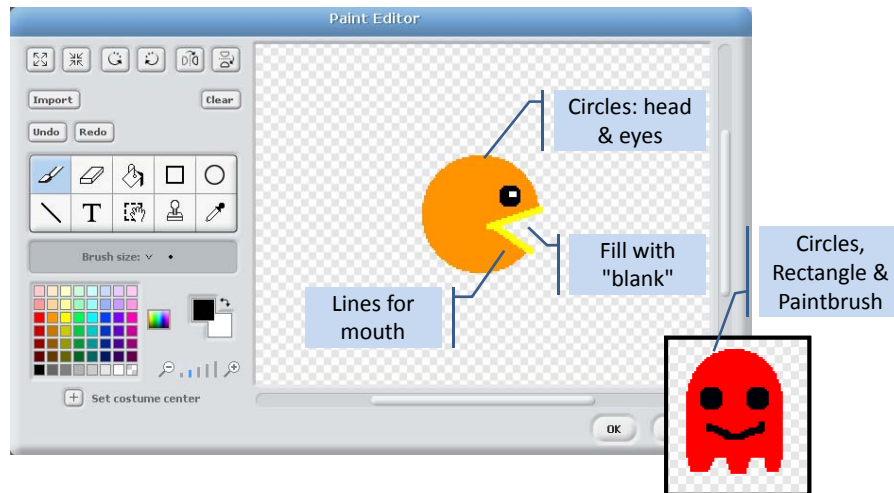 Paint Editor
Import
Clear
Undo
Redo
T
Brush size:
Set costume center
OK
Circles: head
& eyes
Fill with
"blank"
Lines for
mouth
Circles,
Rectangle &
Paintbrush